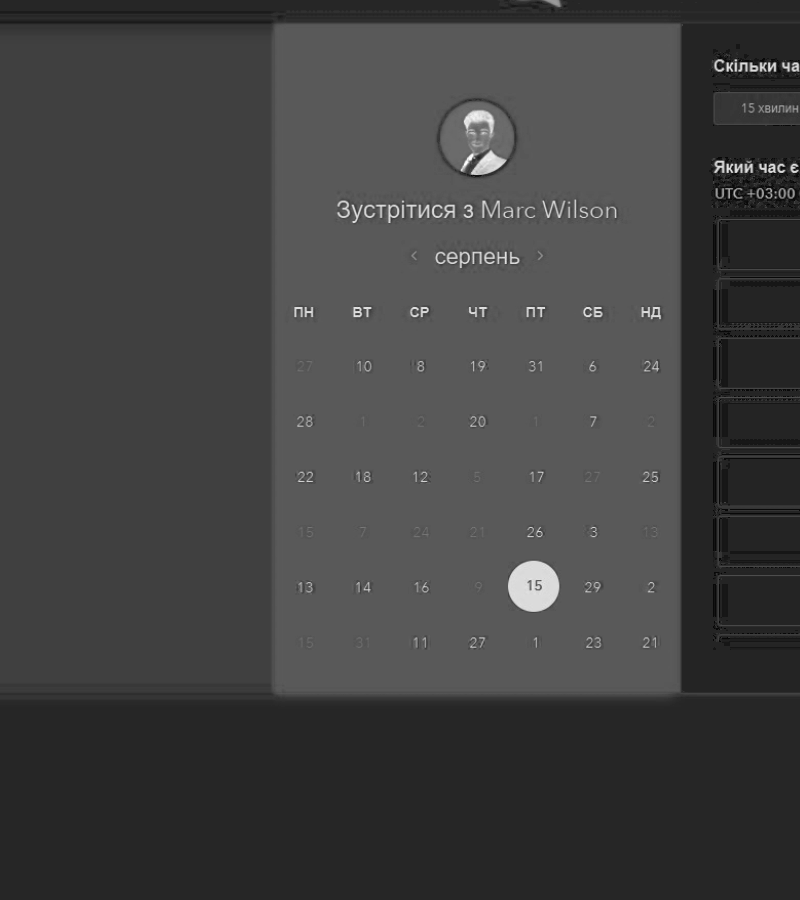 Скільки ча
15 хвилин
Зустрітися з Marc Wilson
Який час є
UTC +03:00
‹ серпень ›
ПН ВТ СР ЧТ ПТ СБ НД
27 10 8 19 31 6 24
28 1 2 20 1 7 2
22 18 12 5 17 27 25
15 7 24 21 26 3 13
13 14 16 9 15 29 2
15 31 11 27 1 23 21